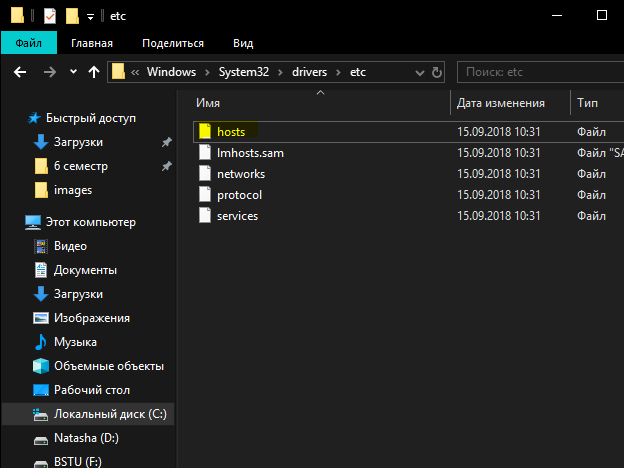 etc
Файл Главная Поделиться Вид
« Windows > System32 > drivers > etc Поиск: etc
Имя Дата изменения Тип
Быстрый доступ
Загрузки
6 семестр
images
Этот компьютер
Видео
Документы
Загрузки
Изображения
Музыка
Объемные объекты
Рабочий стол
Локальный диск (C:)
Natasha (D:)
BSTU (F:)
hosts 15.09.2018 10:31 Файл
lmhosts.sam 15.09.2018 10:31 Файл "SA
networks 15.09.2018 10:31 Файл
protocol 15.09.2018 10:31 Файл
services 15.09.2018 10:31 Файл